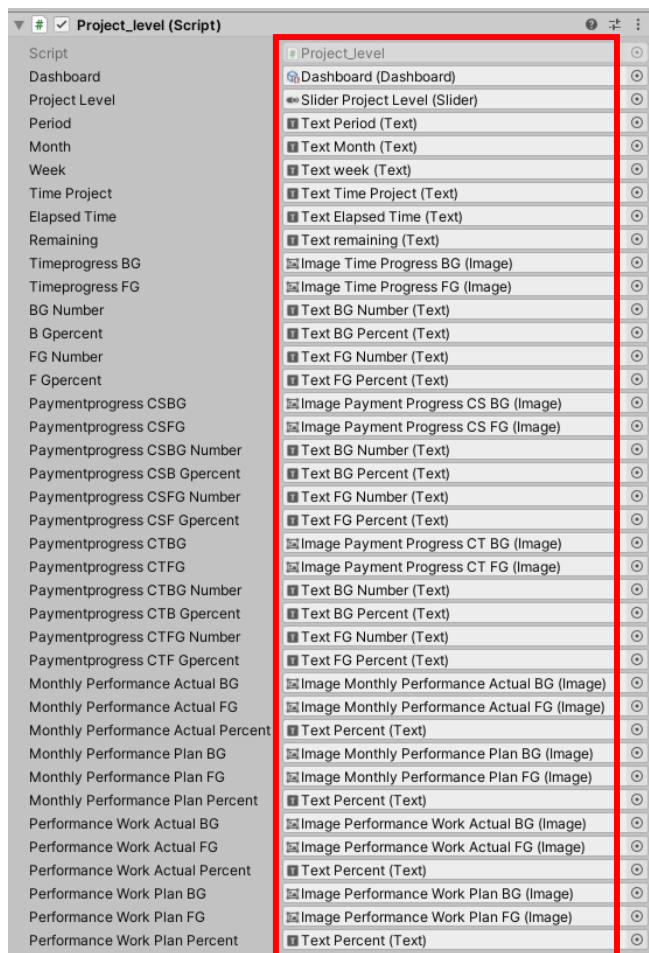 Project_level (Script)
Script Project_level
Dashboard Dashboard (Dashboard)
Project Level Slider Project Level (Slider)
Period Text Period (Text)
Month Text Month (Text)
Week Text week (Text)
Time Project Text Time Project (Text)
Elapsed Time Text Elapsed Time (Text)
Remaining Text remaining (Text)
Timeprogress BG Image Time Progress BG (Image)
Timeprogress FG Image Time Progress FG (Image)
BG Number Text BG Number (Text)
B Gpercent Text BG Percent (Text)
FG Number Text FG Number (Text)
F Gpercent Text FG Percent (Text)
Paymentprogress CSBG Image Payment Progress CS BG (Image)
Paymentprogress CSFG Image Payment Progress CS FG (Image)
Paymentprogress CSBG Number Text BG Number (Text)
Paymentprogress CSB Gpercent Text BG Percent (Text)
Paymentprogress CSFG Number Text FG Number (Text)
Paymentprogress CSF Gpercent Text FG Percent (Text)
Paymentprogress CTBG Image Payment Progress CT BG (Image)
Paymentprogress CTFG Image Payment Progress CT FG (Image)
Paymentprogress CTBG Number Text BG Number (Text)
Paymentprogress CTB Gpercent Text BG Percent (Text)
Paymentprogress CTFG Number Text FG Number (Text)
Paymentprogress CTF Gpercent Text FG Percent (Text)
Monthly Performance Actual BG Image Monthly Performance Actual BG (Image)
Monthly Performance Actual FG Image Monthly Performance Actual FG (Image)
Monthly Performance Actual Percent Text Percent (Text)
Monthly Performance Plan BG Image Monthly Performance Plan BG (Image)
Monthly Performance Plan FG Image Monthly Performance Plan FG (Image)
Monthly Performance Plan Percent Text Percent (Text)
Performance Work Actual BG Image Performance Work Actual BG (Image)
Performance Work Actual FG Image Performance Work Actual FG (Image)
Performance Work Actual Percent Text Percent (Text)
Performance Work Plan BG Image Performance Work Plan BG (Image)
Performance Work Plan FG Image Performance Work Plan FG (Image)
Performance Work Plan Percent Text Percent (Text)